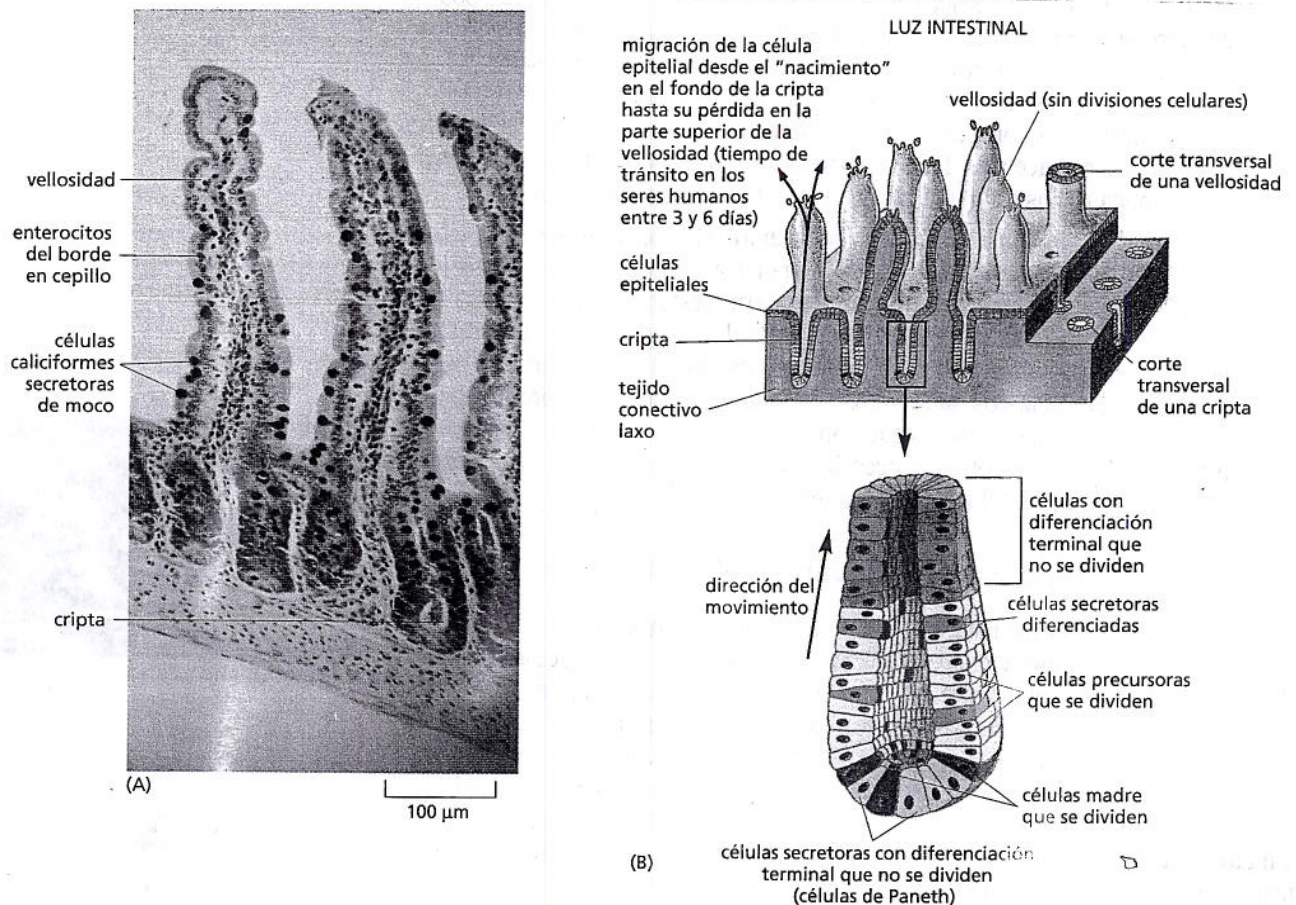 vellosidad
enterocitos
del borde
en cepillo
células
caliciformes
secretoras
de moco
cripta
(A)
100 µm
LUZ INTESTINAL
migración de la célula
epitelial desde el "nacimiento"
en el fondo de la cripta
hasta su pérdida en la
parte superior de la
vellosidad (tiempo de
tránsito en los
seres humanos
entre 3 y 6 días)
vellosidad (sin divisiones celulares)
corte transversal
de una vellosidad
células
epiteliales
cripta
tejido
conectivo
laxo
corte
transversal
de una cripta
dirección del
movimiento
células con
diferenciación
terminal que
no se dividen
células secretoras
diferenciadas
células precursoras
que se dividen
células madre
que se dividen
(B)
células secretoras con diferenciación
terminal que no se dividen
(células de Paneth)